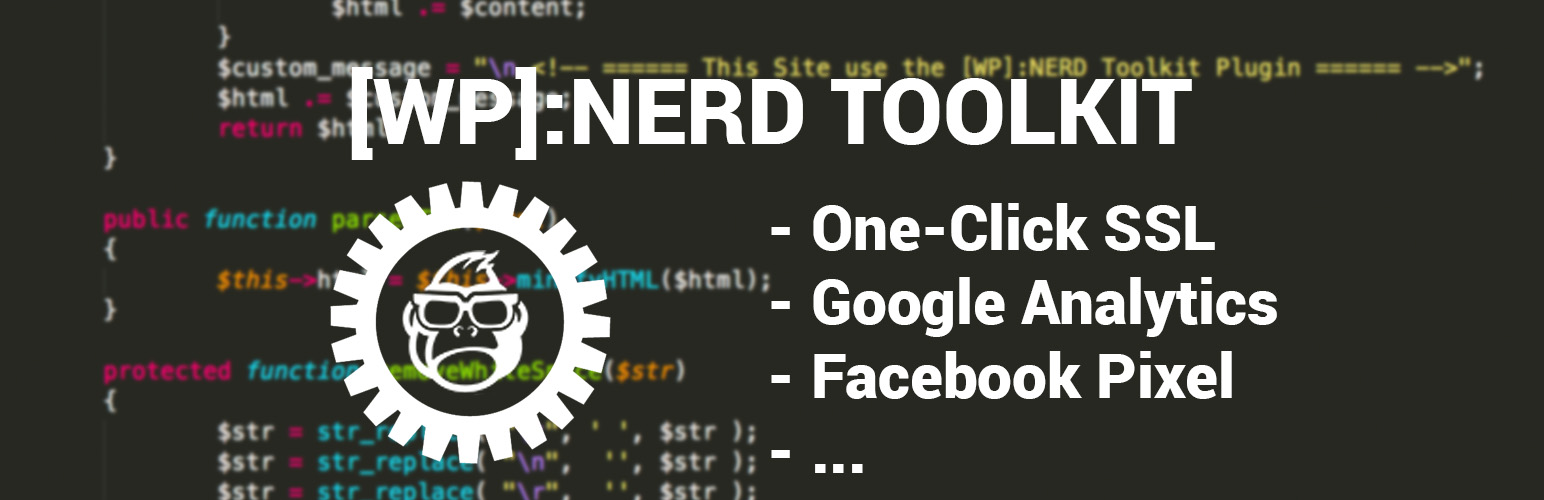 $html .= $content;
}
$custom_message = "\n <!-- ====== This Site use the [WP]::NERD Toolkit Plugin ====== -->";
[WP]::NERD TOOLKIT
$html .=
return
}
public function
{
$this->
($html);
}
protected function
($str)
{
$str = ' ', $str );
$str = str_replace( "\n", '', $str );
$str = str_replace( "\r", '', $str );
- One-Click SSL
- Google Analytics
- Facebook Pixel
- ...